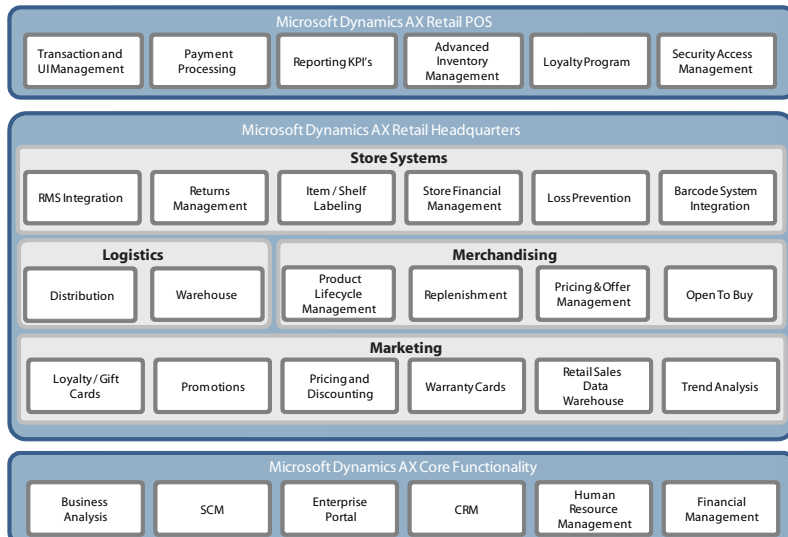 Microsoft Dynamics AX Retail POS
Transaction and
UI Management
Payment
Processing
Reporting KPI's
Advanced
Inventory
Management
Loyalty Program
Security Access
Management
Microsoft Dynamics AX Retail Headquarters
Store Systems
RMS Integration
Returns
Management
Item / Shelf
Labeling
Store Financial
Management
Loss Prevention
Barcode System
Integration
Logistics
Distribution
Warehouse
Merchandising
Product
Lifecycle
Management
Replenishment
Pricing & Offer
Management
Open To Buy
Marketing
Loyalty / Gift
Cards
Promotions
Pricing and
Discounting
Warranty Cards
Retail Sales
Data
Warehouse
Trend Analysis
Microsoft Dynamics AX Core Functionality
Business
Analysis
SCM
Enterprise
Portal
CRM
Human
Resource
Management
Financial
Management